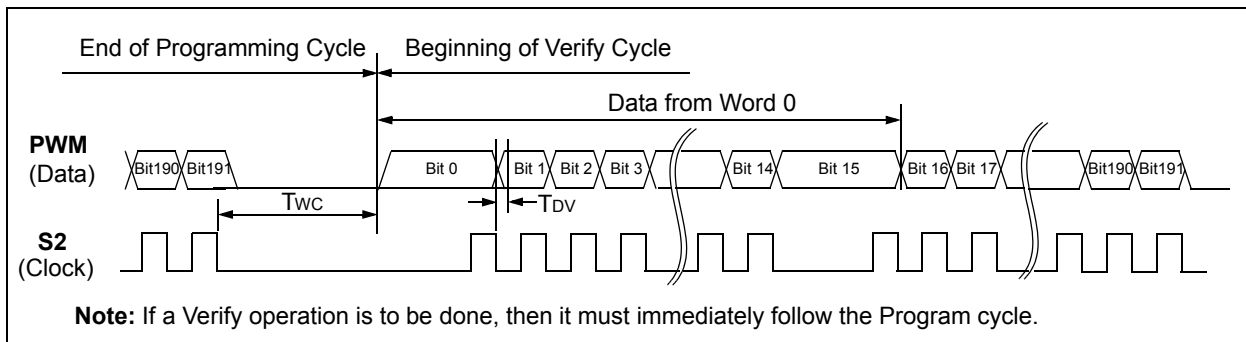 End of Programming Cycle Beginning of Verify Cycle
Data from Word 0
PWM
(Data)
Bit190 Bit191 Bit 0 Bit 1 Bit 2 Bit 3 Bit 14 Bit 15 Bit 16 Bit 17 Bit190 Bit191
TWC TDV
S2
(Clock)
Note: If a Verify operation is to be done, then it must immediately follow the Program cycle.